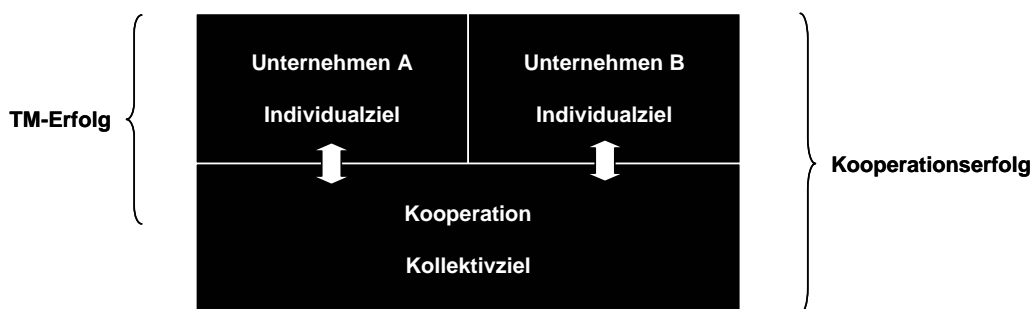 Unternehmen A
Individualziel
Unternehmen B
Individualziel
TM-Erfolg
Kooperationserfolg
Kooperation
Kollektivziel